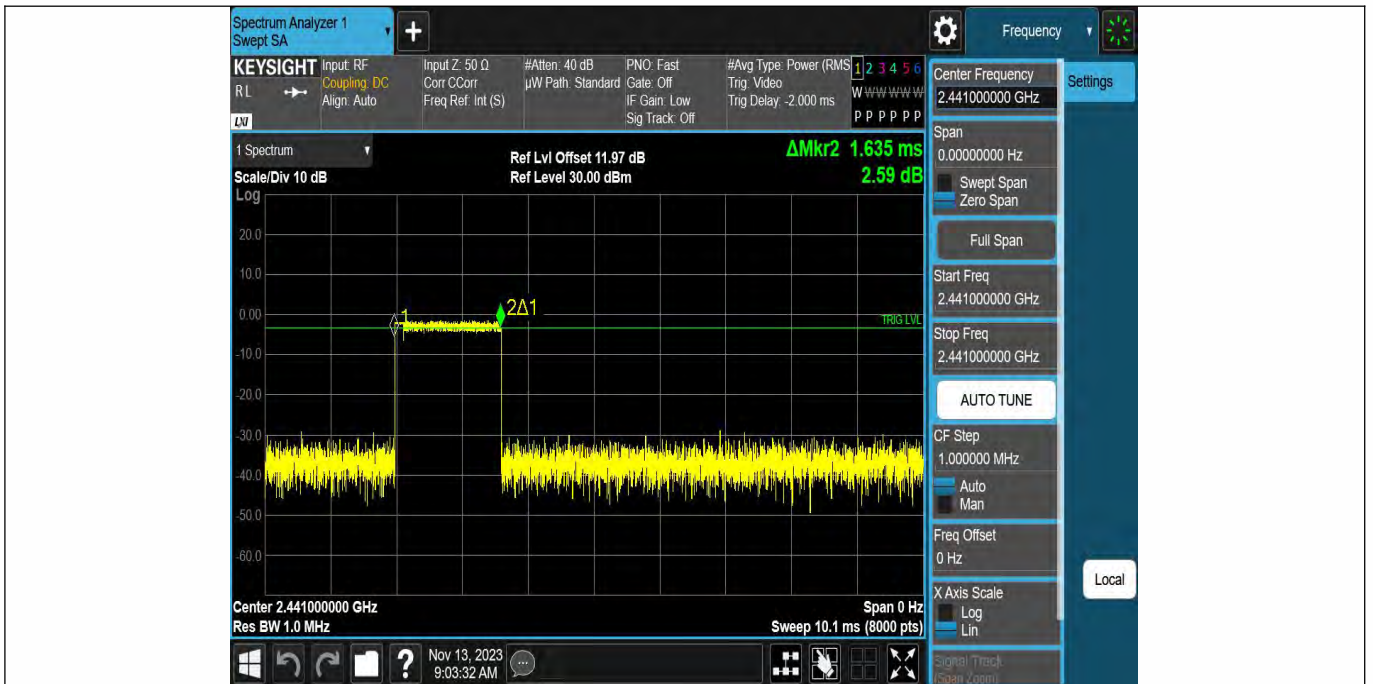 Spectrum Analyzer 1
Swept SA
+
Frequency
KEYSIGHT
RL
LXI
Input: RF
Coupling: DC
Align: Auto
Input Z: 50 Ω
Corr CCorr
Freq Ref: Int (S)
#Atten: 40 dB
µW Path: Standard
PNO: Fast
Gate: Off
IF Gain: Low
Sig Track: Off
#Avg Type: Power (RMS
Trig: Video
Trig Delay: -2.000 ms
1 2 3 4 5 6
W W W W W W
P P P P P P
1 Spectrum
Scale/Div 10 dB
Ref Lvl Offset 11.97 dB
Ref Level 30.00 dBm
ΔMkr2 1.635 ms
2.59 dB
Log
20.0
10.0
0.00
-10.0
-20.0
-30.0
-40.0
-50.0
-60.0
1
2Δ1
TRIG LVL
Center 2.441000000 GHz
Res BW 1.0 MHz
Span 0 Hz
Sweep 10.1 ms (8000 pts)
Center Frequency
2.441000000 GHz
Settings
Span
0.00000000 Hz
Swept Span
Zero Span
Full Span
Start Freq
2.441000000 GHz
Stop Freq
2.441000000 GHz
AUTO TUNE
CF Step
1.000000 MHz
Auto
Man
Freq Offset
0 Hz
X Axis Scale
Log
Lin
Signal Track
(Span Zoom)
Local
?
Nov 13, 2023
9:03:32 AM